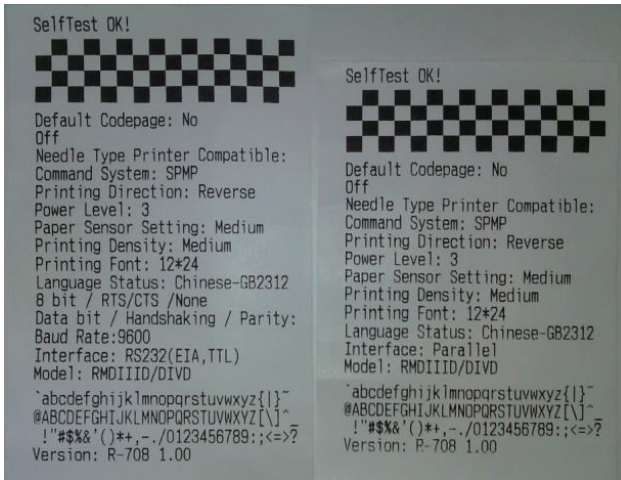 SelfTest OK!
Default Codepage: No
Off
Needle Type Printer Compatible:
Command System: SPMP
Printing Direction: Reverse
Power Level: 3
Paper Sensor Setting: Medium
Printing Density: Medium
Printing Font: 12*24
Language Status: Chinese-GB2312
8 bit / RTS/CTS /None
Data bit / Handshaking / Parity:
Baud Rate:9600
Interface: RS232(EIA,TTL)
Model: RMDIIID/DIVD
`abcdefghijklmnopqrstuvwxyz{|}~
@ABCDEFGHIJKLMNOPQRSTUVWXYZ[\]^_
!"#$%&'()*+,-./0123456789:;<=>?
Version: R-708 1.00
SelfTest OK!
Default Codepage: No
Off
Needle Type Printer Compatible:
Command System: SPMP
Printing Direction: Reverse
Power Level: 3
Paper Sensor Setting: Medium
Printing Density: Medium
Printing Font: 12*24
Language Status: Chinese-GB2312
Interface: Parallel
Model: RMDIIID/DIVD
`abcdefghijklmnopqrstuvwxyz{|}~
@ABCDEFGHIJKLMNOPQRSTUVWXYZ[\]^_
!"#$%&'()*+,-./0123456789:;<=>?
Version: R-708 1.00